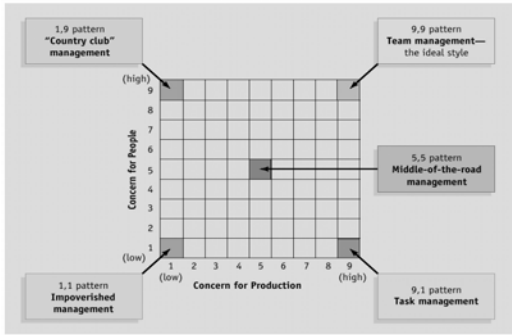 1,9 pattern
“Country club”
management
9,9 pattern
Team management—
the ideal style
(high)
9
8
7
6
5
4
3
2
1
(low)
Concern for People
5,5 pattern
Middle-of-the-road
management
1 2 3 4 5 6 7 8 9
(low) (high)
Concern for Production
1,1 pattern
Impoverished
management
9,1 pattern
Task management